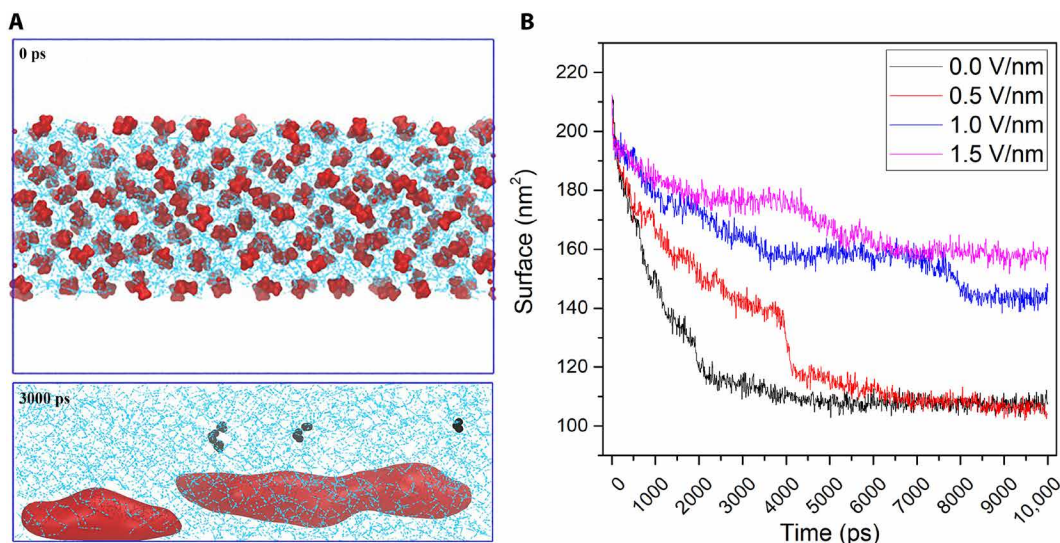 A
0 ps
3000 ps
B
Surface (nm²)
220
200
180
160
140
120
100
0.0 V/nm
0.5 V/nm
1.0 V/nm
1.5 V/nm
0 1000 2000 3000 4000 5000 6000 7000 8000 9000 10,000
Time (ps)